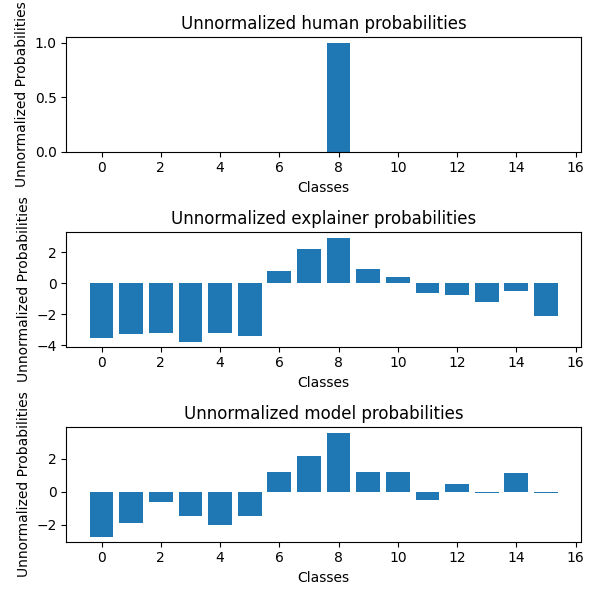 Unnormalized human probabilities
Unnormalized Probabilities
1.0
0.5
0.0
0 2 4 6 8 10 12 14 16
Classes
Unnormalized explainer probabilities
Unnormalized Probabilities
2
0
−2
−4
0 2 4 6 8 10 12 14 16
Classes
Unnormalized model probabilities
Unnormalized Probabilities
2
0
−2
0 2 4 6 8 10 12 14 16
Classes